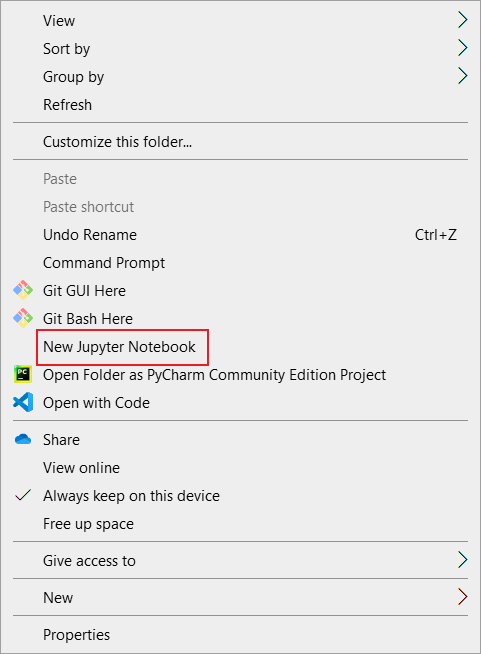 View
Sort by
Group by
Refresh
Customize this folder...
Paste
Paste shortcut
Undo Rename Ctrl+Z
Command Prompt
Git GUI Here
Git Bash Here
New Jupyter Notebook
PC Open Folder as PyCharm Community Edition Project
Open with Code
Share
View online
Always keep on this device
Free up space
Give access to
New
Properties